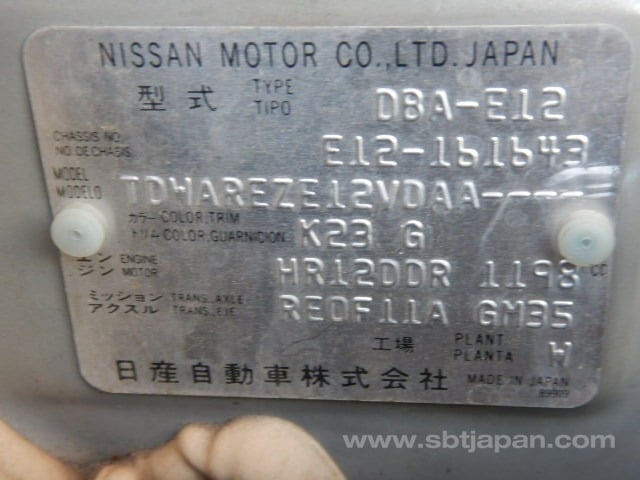 NISSAN MOTOR CO.,LTD. JAPAN
型式 TYPE TIPO DBA-E12
CHASSIS NO. NO. DE CHASIS E12-161643
MODEL MODELO TDWAREZE12VDAA----
カラー COLOR,TRIM トリム COLOR,GUARNICION K23 G
エンジン ENGINE MOTOR HR12DDR 1198 CC
ミッション TRANS.,AXLE アクスル TRANS.,EJE RE0F11A GM35
工場 PLANT PLANTA W
日産自動車株式会社 MADE IN JAPAN
www.sbtjapan.com